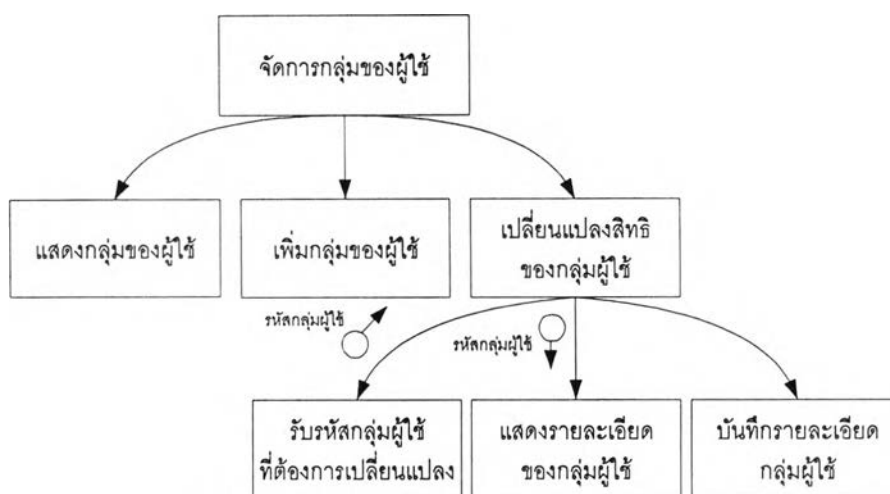 จัดการกลุ่มของผู้ใช้
แสดงกลุ่มของผู้ใช้
เพิ่มกลุ่มของผู้ใช้
เปลี่ยนแปลงสิทธิ
ของกลุ่มผู้ใช้
รหัสกลุ่มผู้ใช้
รหัสกลุ่มผู้ใช้
รับรหัสกลุ่มผู้ใช้
ที่ต้องการเปลี่ยนแปลง
แสดงรายละเอียด
ของกลุ่มผู้ใช้
บันทึกรายละเอียด
กลุ่มผู้ใช้